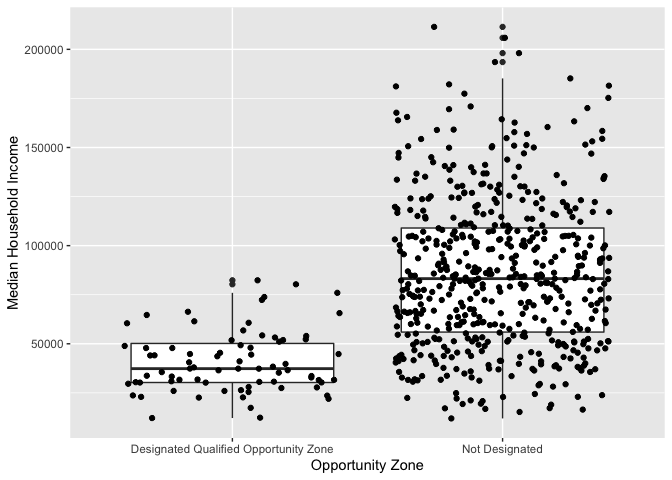 Median Household Income
200000
150000
100000
50000
Designated Qualified Opportunity Zone
Not Designated
Opportunity Zone